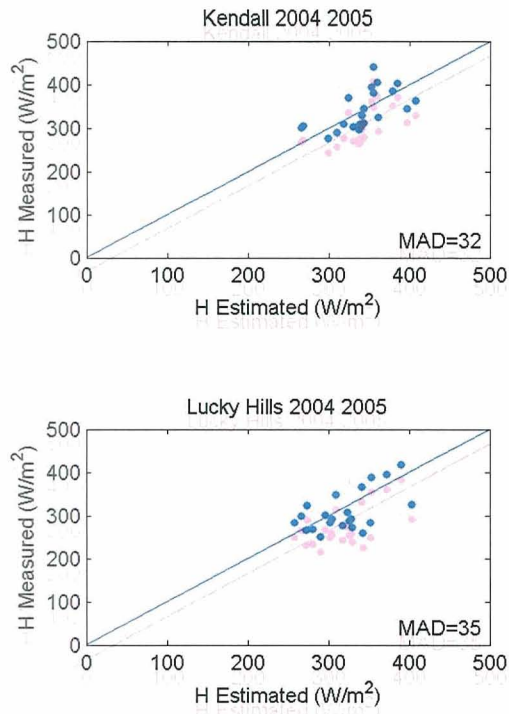 Kendall 2004 2005
500
400
300
200
100
0
H Measured (W/m²)
MAD=32
0 100 200 300 400 500
H Estimated (W/m²)
Lucky Hills 2004 2005
500
400
300
200
100
0
H Measured (W/m²)
MAD=35
0 100 200 300 400 500
H Estimated (W/m²)